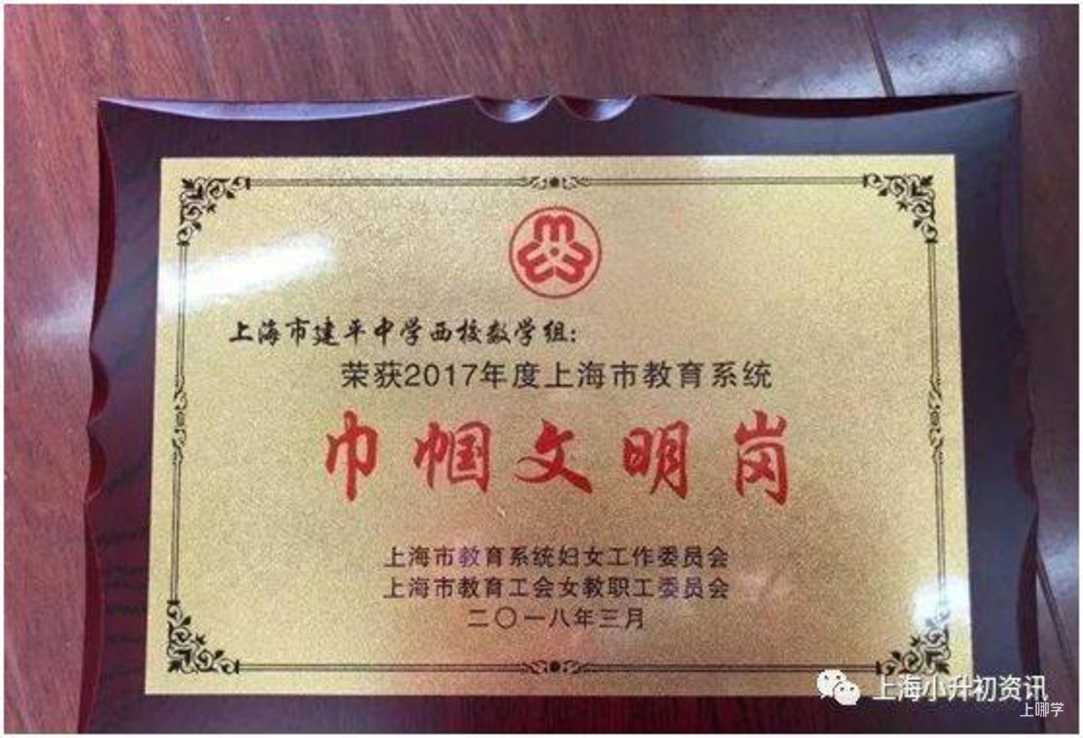 上海市建平中学西校数学组:
荣获2017年度上海市教育系统
巾帼文明岗
上海市教育系统妇女工作委员会
上海市教育工会女教职工委员会
二〇一八年三月
上海小升初资讯
上哪学